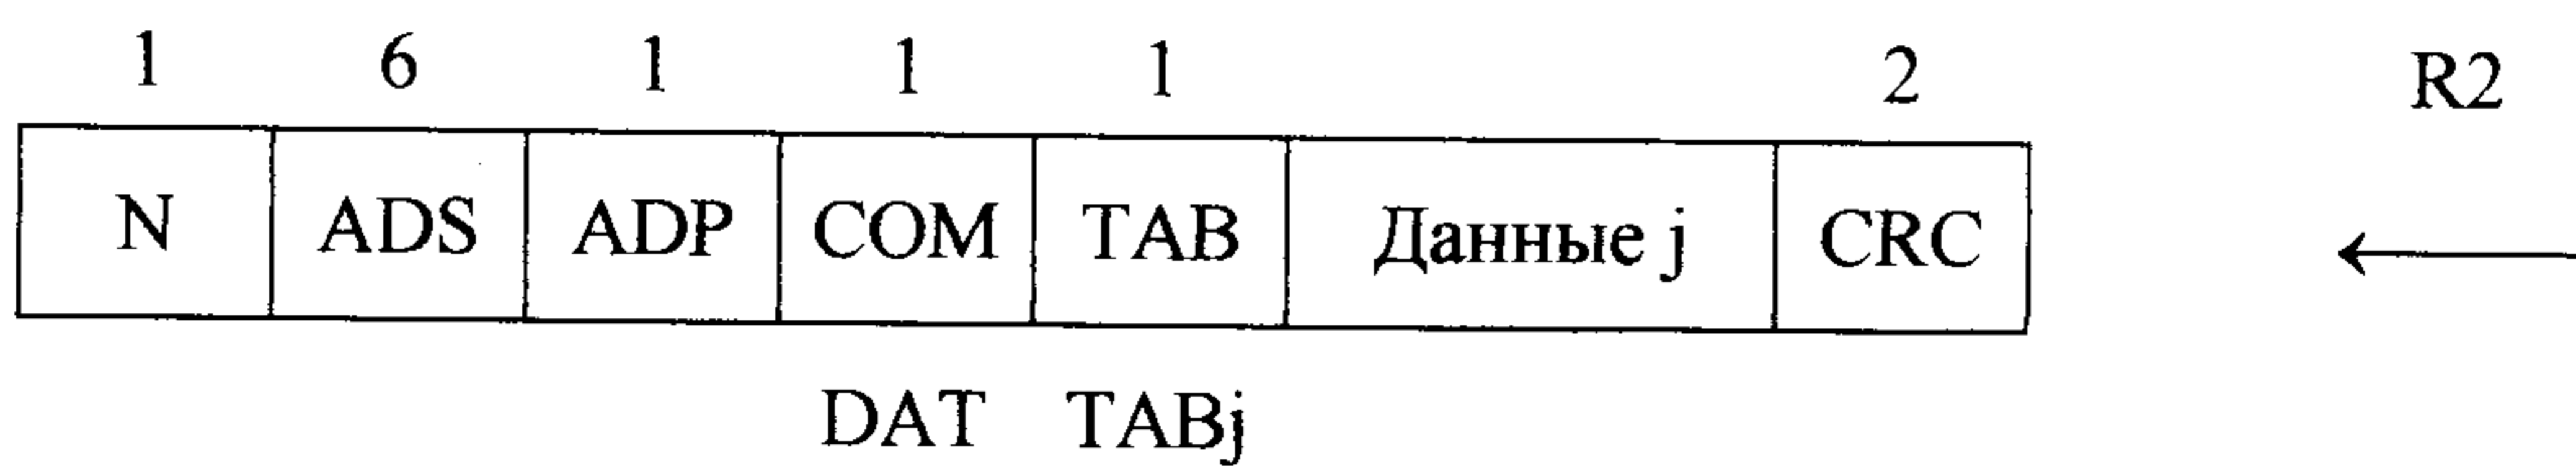 1 6 1 1 1 2 R2
N ADS ADP COM TAB Данные j CRC
DAT TABj